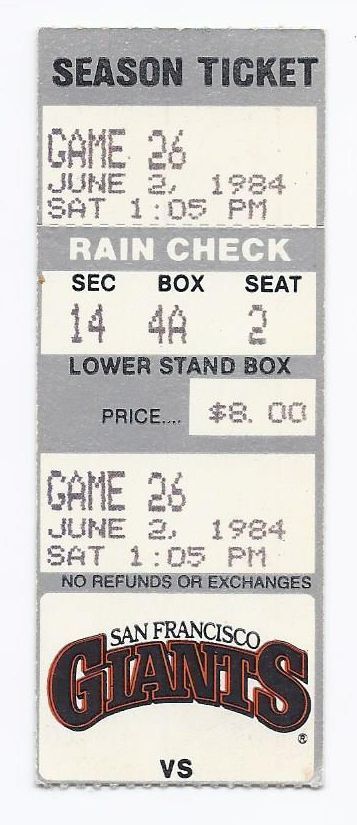 SEASON TICKET
GAME 26
JUNE 2, 1984
SAT 1:05 PM
RAIN CHECK
SEC BOX SEAT
14 4A 2
LOWER STAND BOX
PRICE.... $8.00
GAME 26
JUNE 2, 1984
SAT 1:05 PM
NO REFUNDS OR EXCHANGES
SAN FRANCISCO
GIANTS
®
VS